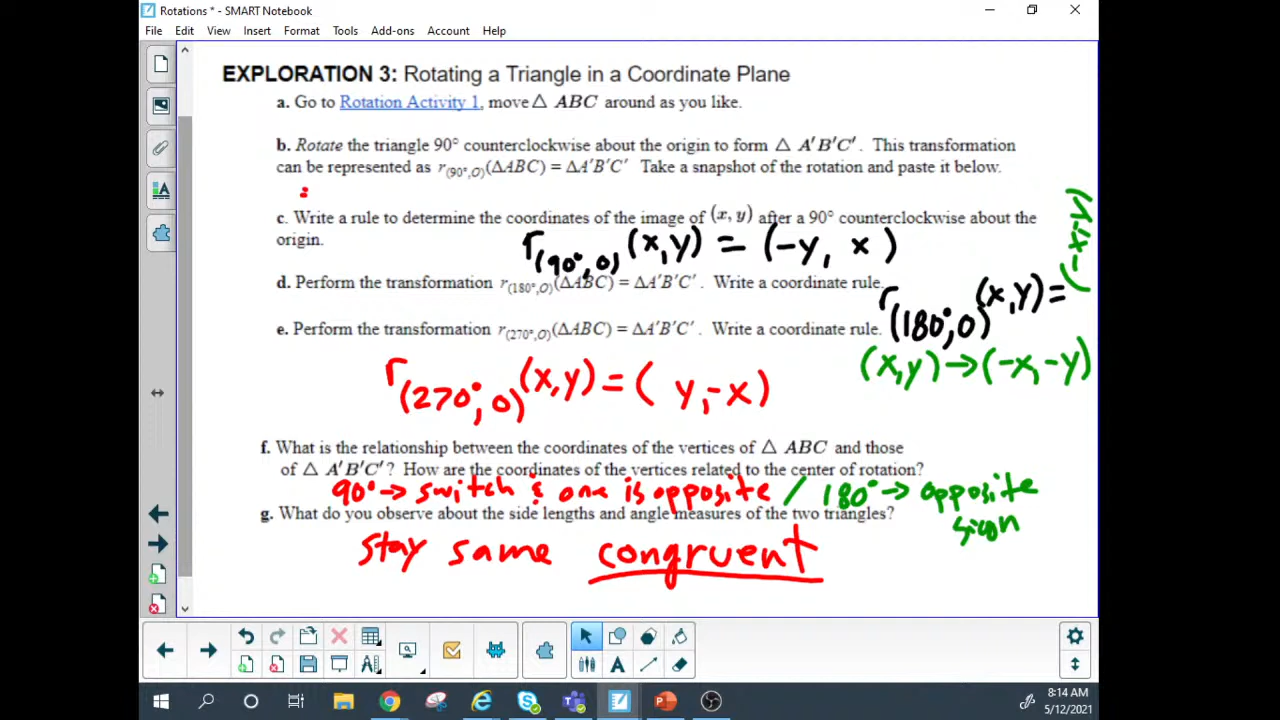 Rotations * - SMART Notebook
File Edit View Insert Format Tools Add-ons Account Help
EXPLORATION 3: Rotating a Triangle in a Coordinate Plane
a. Go to Rotation Activity 1, move △ ABC around as you like.
b. Rotate the triangle 90° counterclockwise about the origin to form △ A′B′C′. This transformation
can be represented as r(90°,O)(ΔABC) = ΔA′B′C′ Take a snapshot of the rotation and paste it below.
c. Write a rule to determine the coordinates of the image of (x, y) after a 90° counterclockwise about the
origin.
r(90°,0)(x,y) = (-y, x)
d. Perform the transformation r(180°,O)(ΔABC) = ΔA′B′C′. Write a coordinate rule.
r(180°,0)(x,y) = (-x,-y)
e. Perform the transformation r(270°,O)(ΔABC) = ΔA′B′C′. Write a coordinate rule.
(x,y) → (-x,-y)
r(270°,0)(x,y) = (y,-x)
f. What is the relationship between the coordinates of the vertices of △ ABC and those
of △ A′B′C′? How are the coordinates of the vertices related to the center of rotation?
90° → switch & one is opposite / 180° → opposite
sign
g. What do you observe about the side lengths and angle measures of the two triangles?
stay same congruent
8:14 AM
5/12/2021